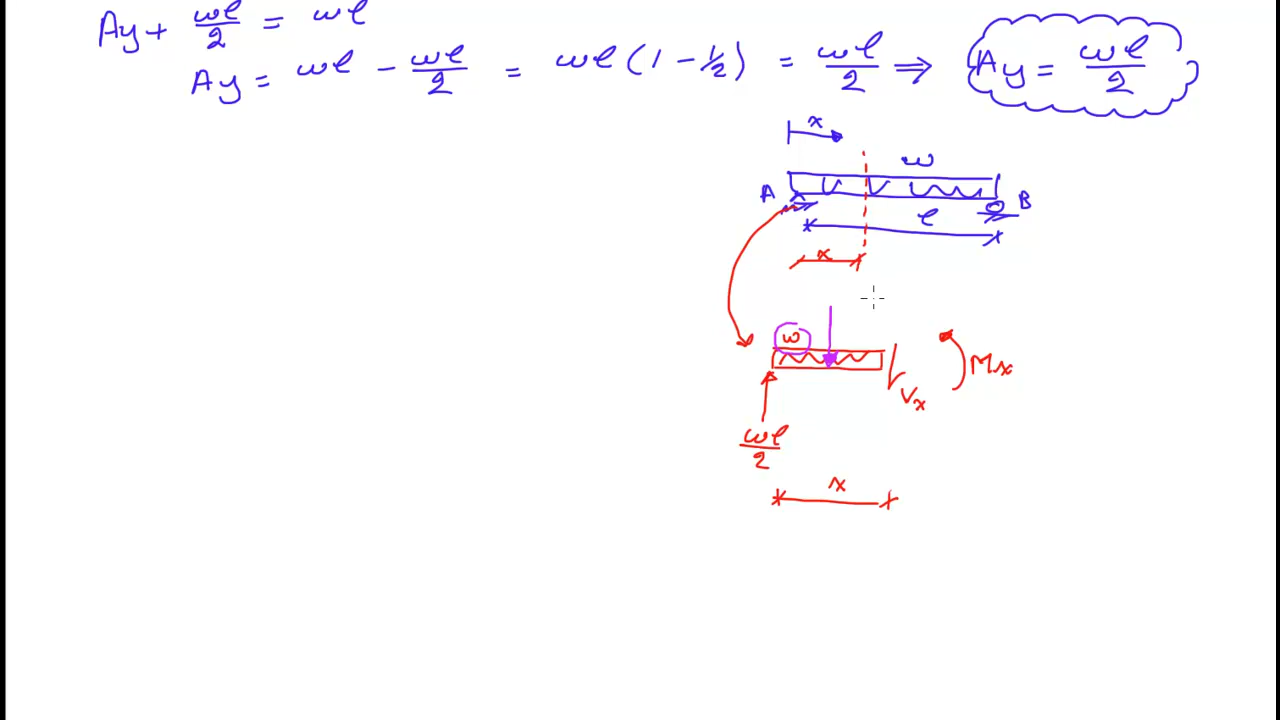 Ay + wl/2 = wl
Ay = wl - wl/2 = wl (1 - 1/2) = wl/2 ⇒ Ay = wl/2
x
w
A B
l
x
w
Mx
Vx
wl/2
x